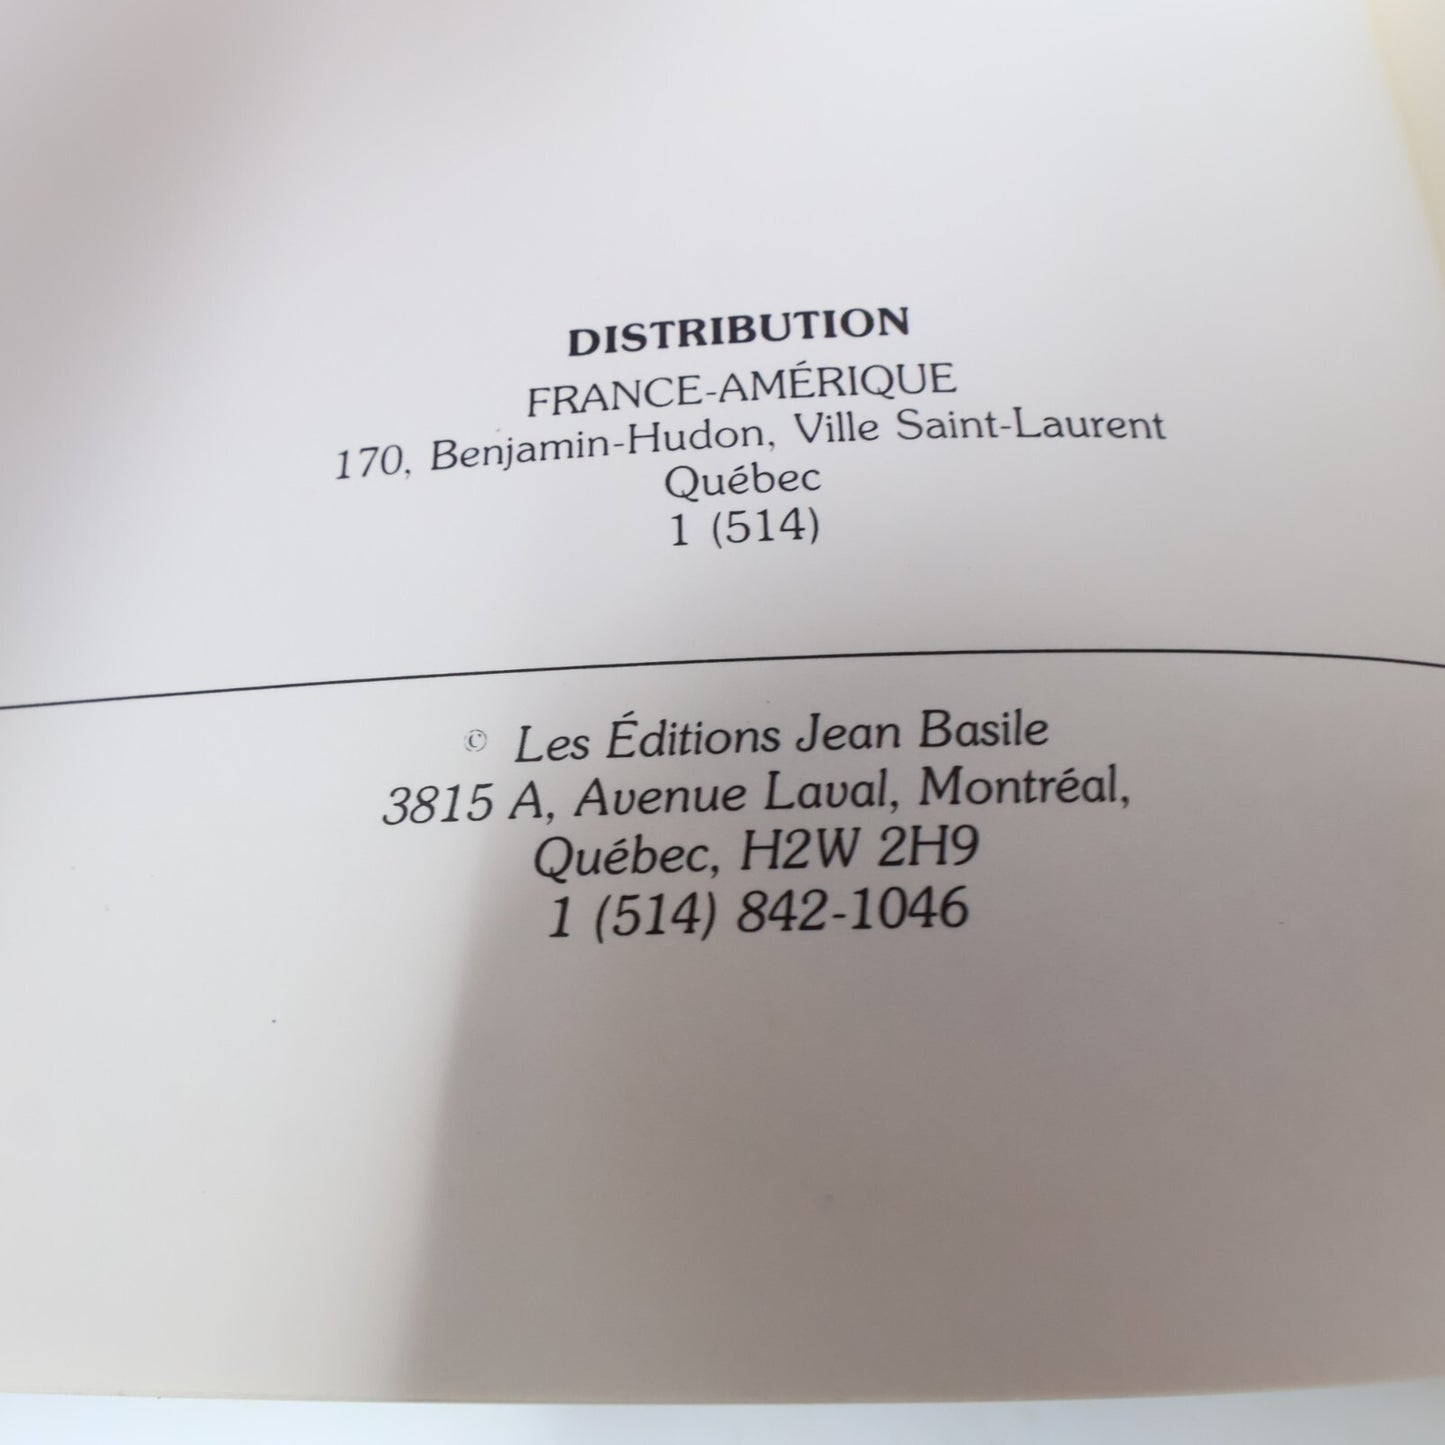 DISTRIBUTION
FRANCE-AMÉRIQUE
170, Benjamin-Hudon, Ville Saint-Laurent
Québec
1 (514)
© Les Éditions Jean Basile
3815 A, Avenue Laval, Montréal,
Québec, H2W 2H9
1 (514) 842-1046